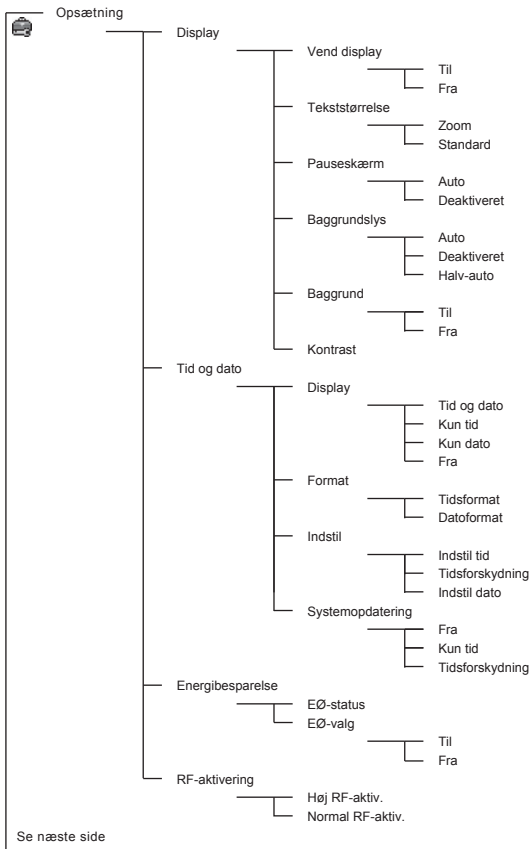 Opsætning
Display
Vend display
Til
Fra
Tekststørrelse
Zoom
Standard
Pauseskærm
Auto
Deaktiveret
Baggrundslys
Auto
Deaktiveret
Halv-auto
Baggrund
Til
Fra
Kontrast
Tid og dato
Display
Tid og dato
Kun tid
Kun dato
Fra
Format
Tidsformat
Datoformat
Indstil
Indstil tid
Tidsforskydning
Indstil dato
Systemopdatering
Fra
Kun tid
Tidsforskydning
Energibesparelse
EØ-status
EØ-valg
Til
Fra
RF-aktivering
Høj RF-aktiv.
Normal RF-aktiv.
Se næste side